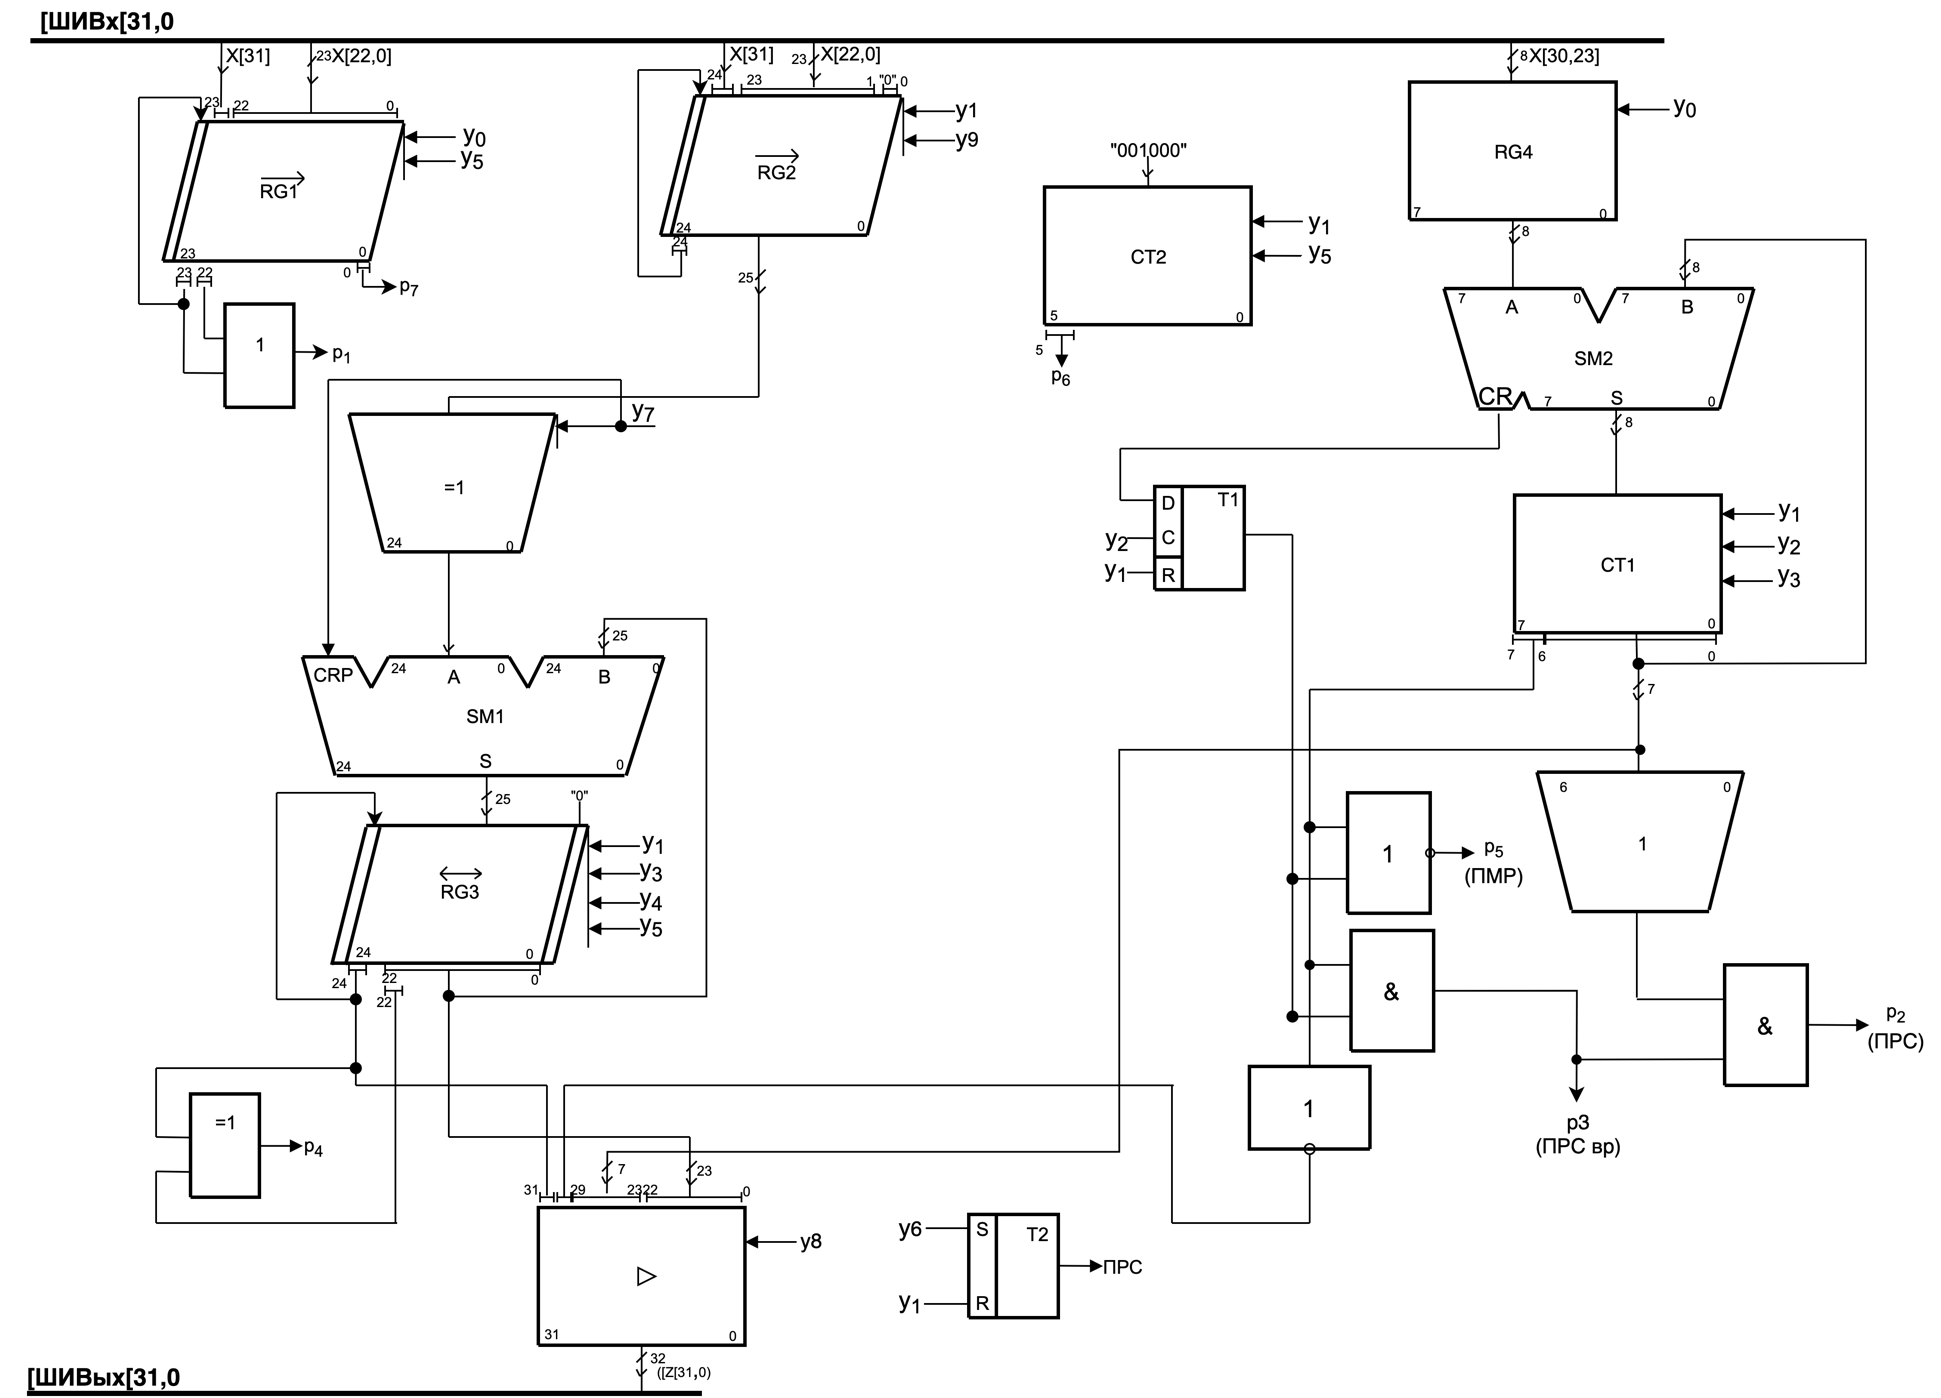 [ШИВх[31,0
X[31]
23
X[22,0]
23
22
0
y0
y5
RG1
23
0
23
22
0
p7
1
p1
X[31]
23
X[22,0]
24
23
1
"0"
0
y1
y9
RG2
24
0
24
25
y7
=1
24
0
25
CRP
24
A
0
24
B
0
SM1
S
24
0
25
"0"
RG3
y1
y3
y4
y5
24
0
24
22
0
22
=1
p4
31
29
7
23
22
23
0
y8
31
0
32
([Z[31,0)
[ШИВых[31,0
"001000"
CT2
y1
y5
5
0
5
p6
8
X[30,23]
RG4
y0
7
0
8
8
7
A
0
7
B
0
SM2
CR
7
S
0
8
D
T1
y2
C
y1
R
CT1
y1
y2
y3
7
0
7
6
0
7
6
0
1
1
p5
(ПМР)
&
&
p2
(ПРС)
1
p3
(ПРС вр)
y6
S
T2
ПРС
y1
R